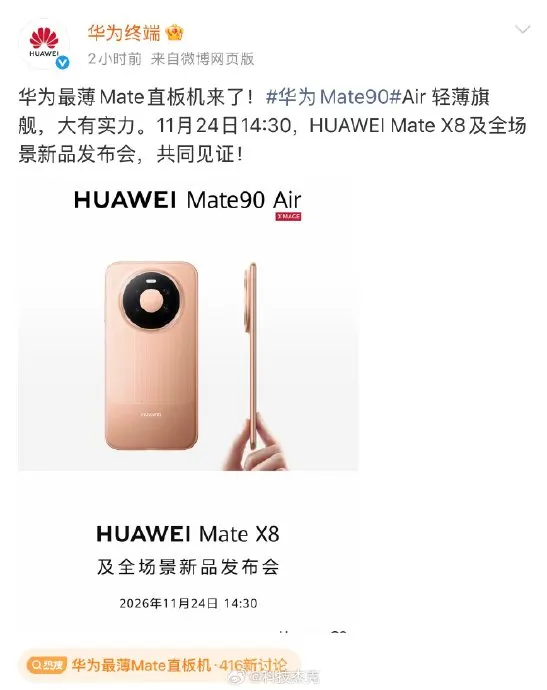 HUAWEI
华为终端
2小时前 来自微博网页版
华为最薄Mate直板机来了！#华为Mate90#Air 轻薄旗
舰，大有实力。11月24日14:30，HUAWEI Mate X8及全场
景新品发布会，共同见证！
HUAWEI Mate90 Air
XMAGE
HUAWEI
HUAWEI Mate X8
及全场景新品发布会
2026年11月24日 14:30
热搜 华为最薄Mate直板机·416新讨论
@科技杰青